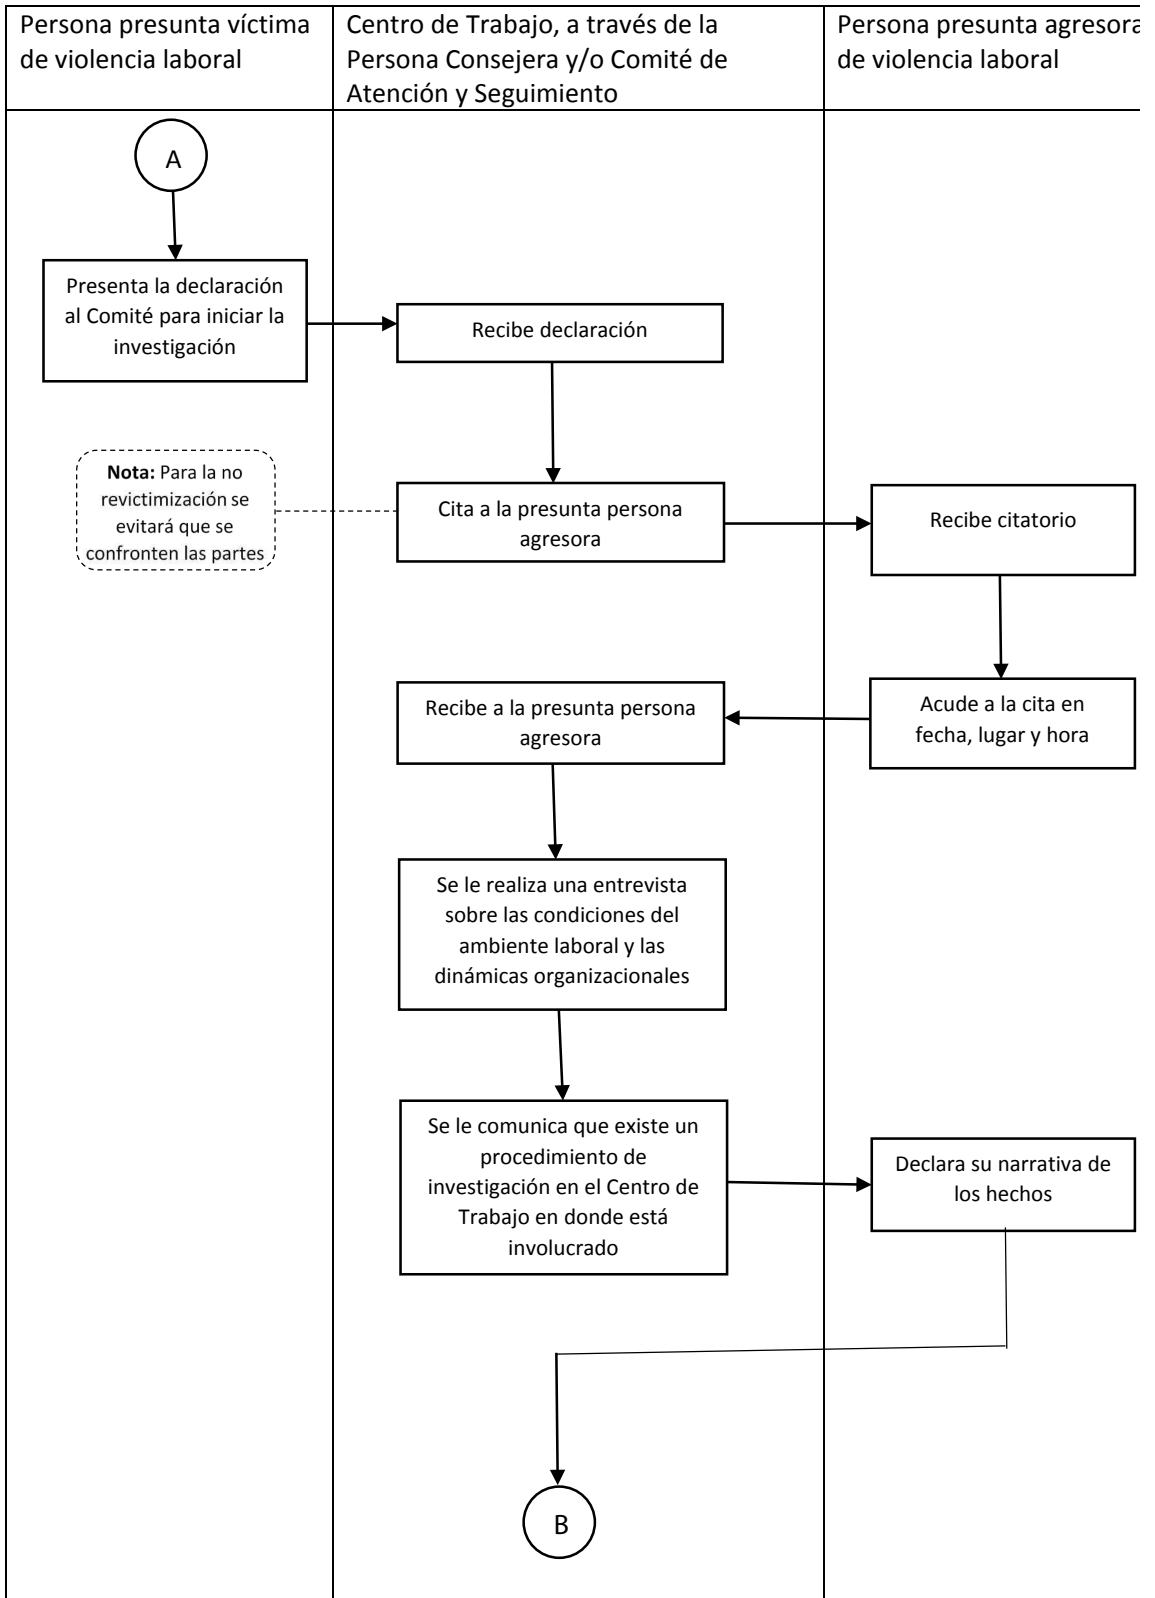 Persona presunta víctima
de violencia laboral
Centro de Trabajo, a través de la
Persona Consejera y/o Comité de
Atención y Seguimiento
Persona presunta agresora
de violencia laboral
A
Presenta la declaración
al Comité para iniciar la
investigación
Recibe declaración
Nota: Para la no
revictimización se
evitará que se
confronten las partes
Cita a la presunta persona
agresora
Recibe citatorio
Acude a la cita en
fecha, lugar y hora
Recibe a la presunta persona
agresora
Se le realiza una entrevista
sobre las condiciones del
ambiente laboral y las
dinámicas organizacionales
Se le comunica que existe un
procedimiento de
investigación en el Centro de
Trabajo en donde está
involucrado
Declara su narrativa de
los hechos
B